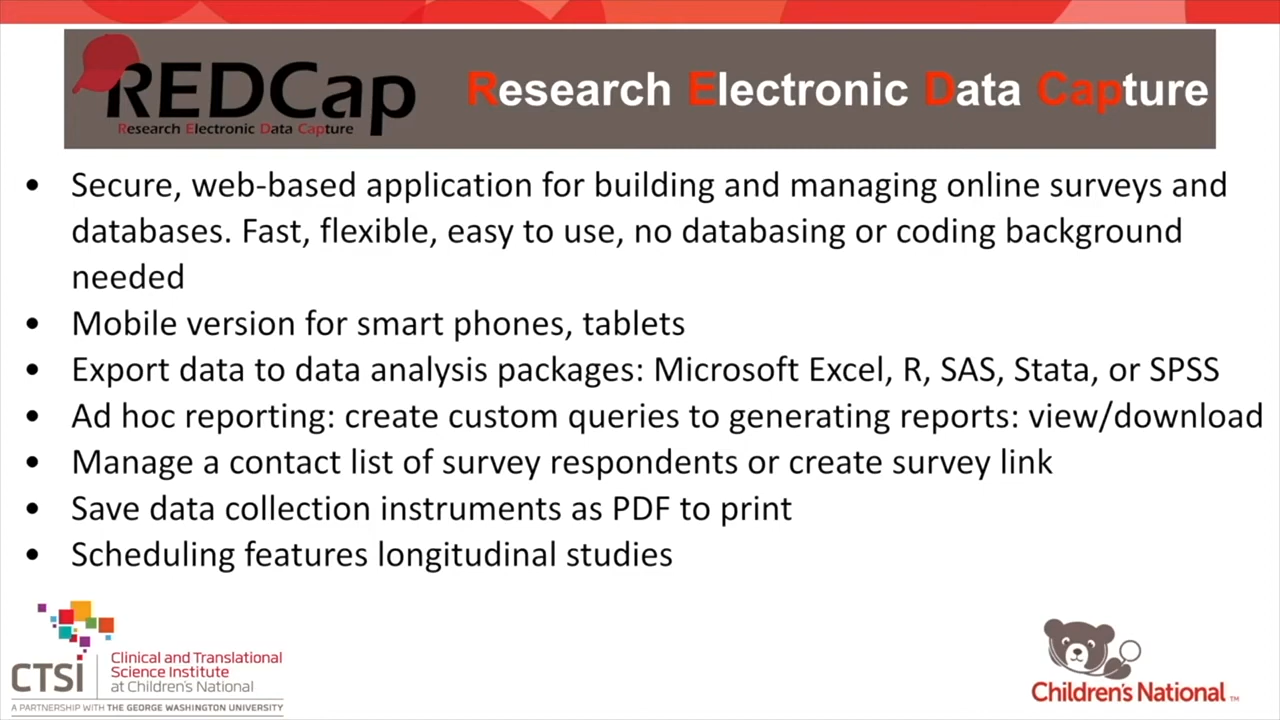 REDCap
Research Electronic Data Capture
Research Electronic Data Capture
• Secure, web-based application for building and managing online surveys and
databases. Fast, flexible, easy to use, no databasing or coding background
needed
• Mobile version for smart phones, tablets
• Export data to data analysis packages: Microsoft Excel, R, SAS, Stata, or SPSS
• Ad hoc reporting: create custom queries to generating reports: view/download
• Manage a contact list of survey respondents or create survey link
• Save data collection instruments as PDF to print
• Scheduling features longitudinal studies
CTSi
Clinical and Translational
Science Institute
at Children's National
A PARTNERSHIP WITH THE GEORGE WASHINGTON UNIVERSITY
Children's National ™